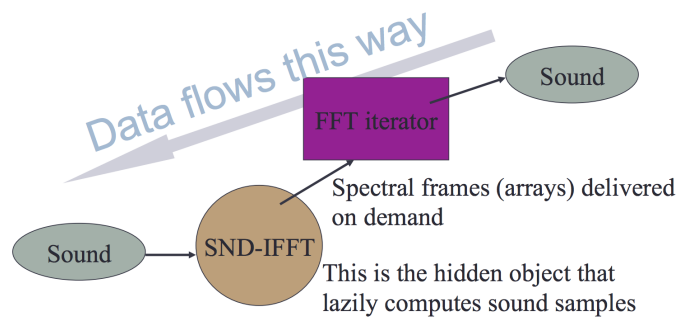 Data flows this way
Sound
FFT iterator
Spectral frames (arrays) delivered
on demand
Sound
SND-IFFT
This is the hidden object that
lazily computes sound samples